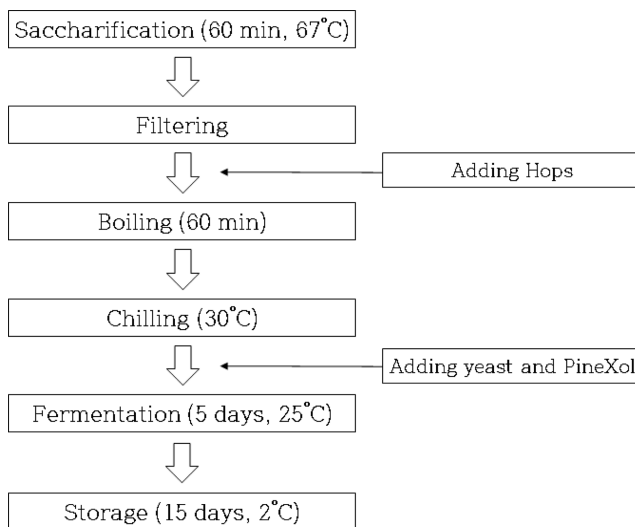 Saccharification (60 min, 67°C)
Filtering
Adding Hops
Boiling (60 min)
Chilling (30°C)
Adding yeast and PineXol
Fermentation (5 days, 25°C)
Storage (15 days, 2°C)